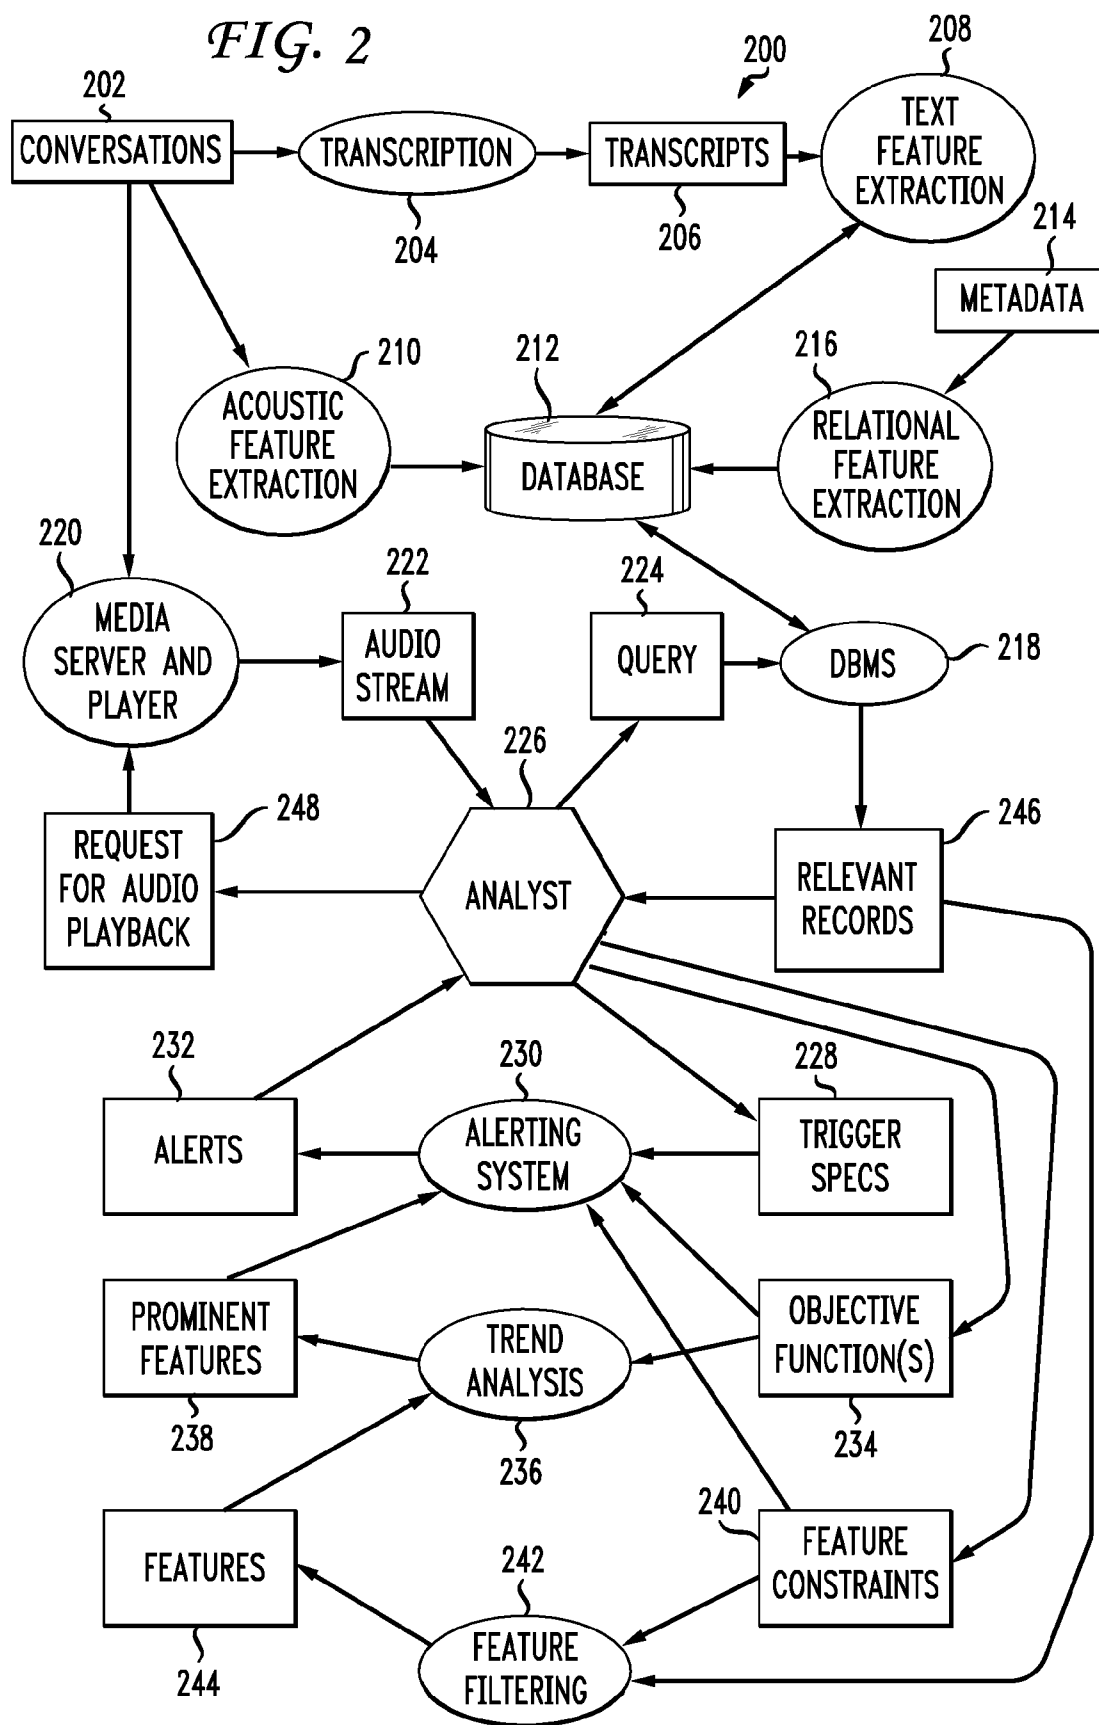 FIG. 2
200
202
CONVERSATIONS
TRANSCRIPTION
204
TRANSCRIPTS
206
208
TEXT
FEATURE
EXTRACTION
214
METADATA
210
ACOUSTIC
FEATURE
EXTRACTION
212
DATABASE
216
RELATIONAL
FEATURE
EXTRACTION
220
MEDIA
SERVER AND
PLAYER
222
AUDIO
STREAM
224
QUERY
DBMS
218
226
ANALYST
248
REQUEST
FOR AUDIO
PLAYBACK
246
RELEVANT
RECORDS
232
ALERTS
230
ALERTING
SYSTEM
228
TRIGGER
SPECS
PROMINENT
FEATURES
238
TREND
ANALYSIS
236
OBJECTIVE
FUNCTION(S)
234
FEATURES
244
242
FEATURE
FILTERING
240
FEATURE
CONSTRAINTS